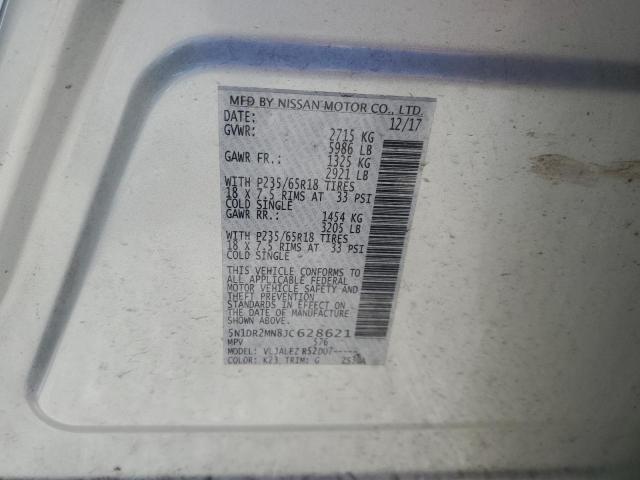 MFD BY NISSAN MOTOR CO., LTD.
DATE: 12/17
GVWR: 2715 KG
5986 LB
GAWR FR.: 1325 KG
2921 LB
WITH P235/65R18 TIRES
18 X 7.5 RIMS AT 33 PSI
COLD SINGLE
GAWR RR.: 1454 KG
3205 LB
WITH P235/65R18 TIRES
18 X 7.5 RIMS AT 33 PSI
COLD SINGLE
THIS VEHICLE CONFORMS TO
ALL APPLICABLE FEDERAL
MOTOR VEHICLE SAFETY AND
THEFT PREVENTION
STANDARDS IN EFFECT ON
THE DATE OF MANUFACTURE
SHOWN ABOVE.
5N1DR2MN8JC628621
MPV 576
MODEL: R52DU7-----
COLOR: K23 TRIM: G